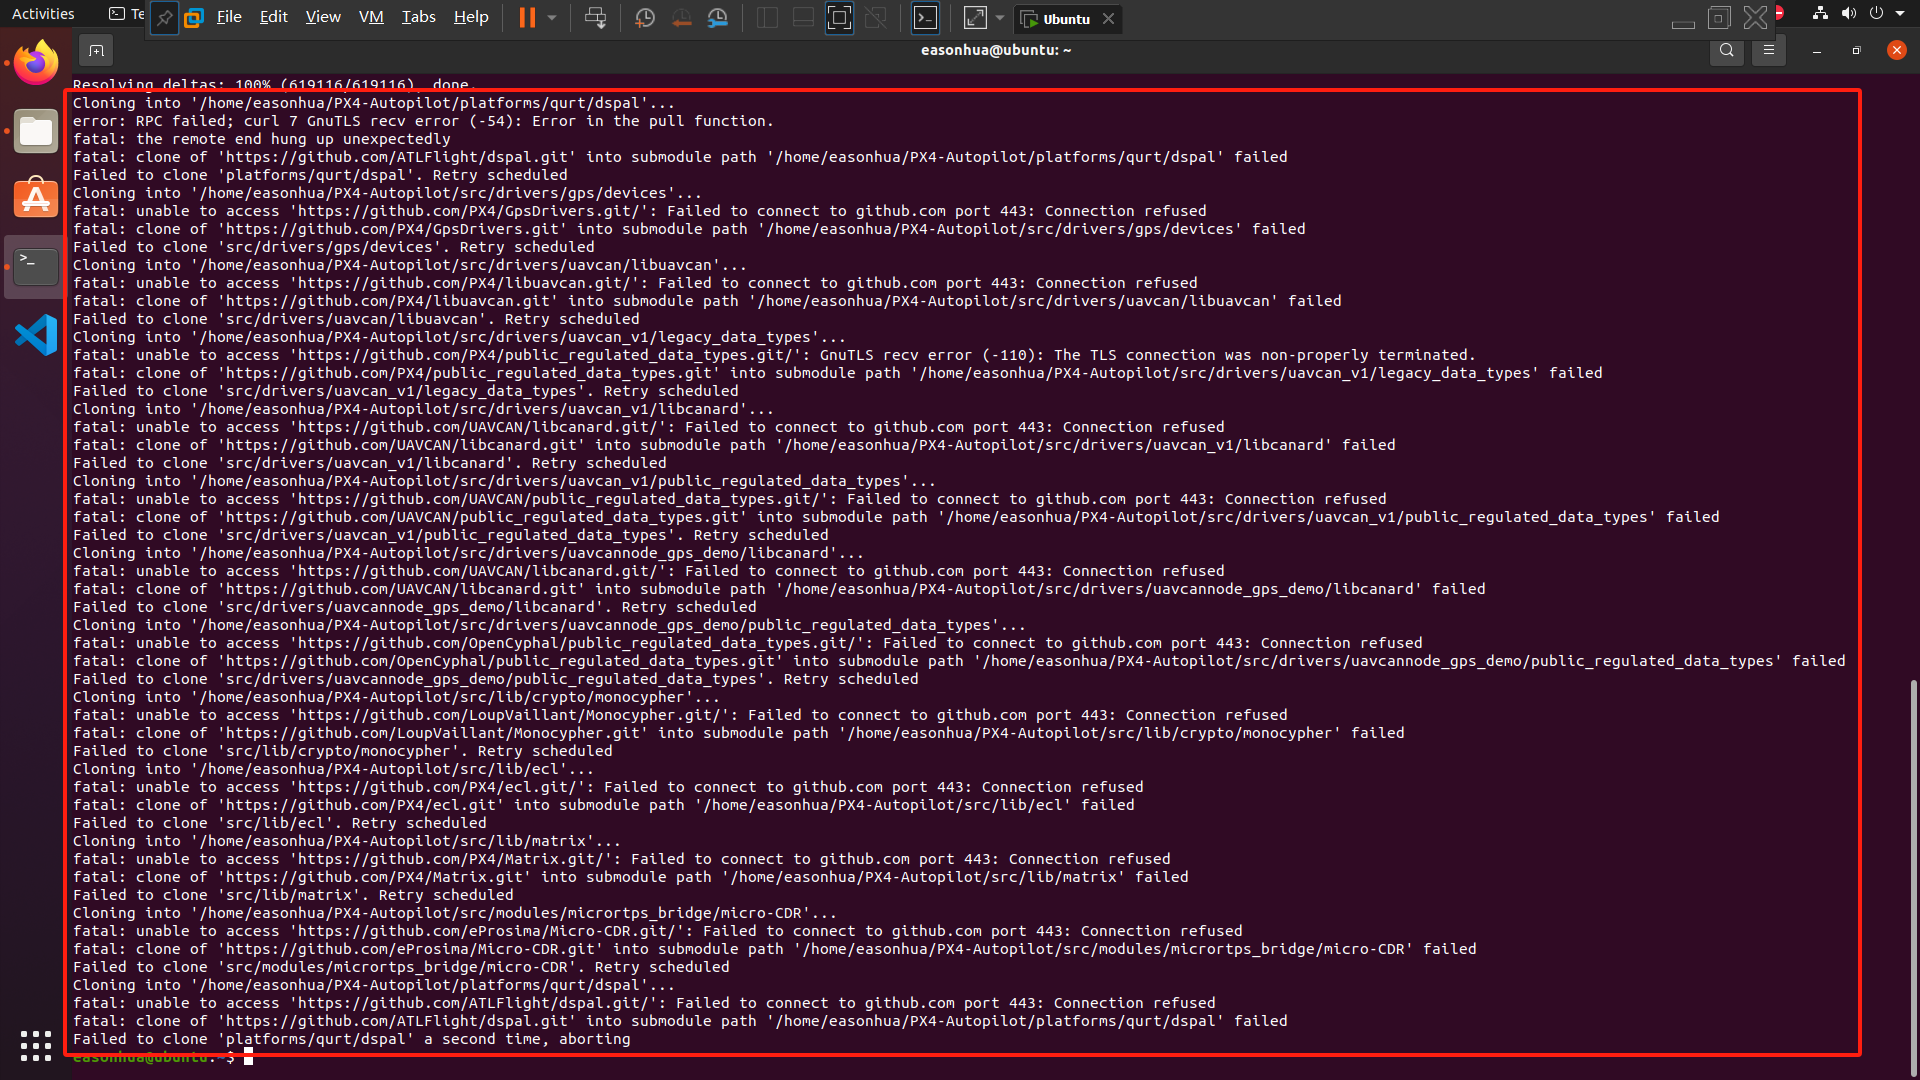 Activities
Te
File Edit View VM Tabs Help
Ubuntu
easonhua@ubuntu: ~
Resolving deltas: 100% (619116/619116), done.
Cloning into '/home/easonhua/PX4-Autopilot/platforms/qurt/dspal'...
error: RPC failed; curl 7 GnuTLS recv error (-54): Error in the pull function.
fatal: the remote end hung up unexpectedly
fatal: clone of 'https://github.com/ATLFlight/dspal.git' into submodule path '/home/easonhua/PX4-Autopilot/platforms/qurt/dspal' failed
Failed to clone 'platforms/qurt/dspal'. Retry scheduled
Cloning into '/home/easonhua/PX4-Autopilot/src/drivers/gps/devices'...
fatal: unable to access 'https://github.com/PX4/GpsDrivers.git/': Failed to connect to github.com port 443: Connection refused
fatal: clone of 'https://github.com/PX4/GpsDrivers.git' into submodule path '/home/easonhua/PX4-Autopilot/src/drivers/gps/devices' failed
Failed to clone 'src/drivers/gps/devices'. Retry scheduled
Cloning into '/home/easonhua/PX4-Autopilot/src/drivers/uavcan/libuavcan'...
fatal: unable to access 'https://github.com/PX4/libuavcan.git/': Failed to connect to github.com port 443: Connection refused
fatal: clone of 'https://github.com/PX4/libuavcan.git' into submodule path '/home/easonhua/PX4-Autopilot/src/drivers/uavcan/libuavcan' failed
Failed to clone 'src/drivers/uavcan/libuavcan'. Retry scheduled
Cloning into '/home/easonhua/PX4-Autopilot/src/drivers/uavcan_v1/legacy_data_types'...
fatal: unable to access 'https://github.com/PX4/public_regulated_data_types.git/': GnuTLS recv error (-110): The TLS connection was non-properly terminated.
fatal: clone of 'https://github.com/PX4/public_regulated_data_types.git' into submodule path '/home/easonhua/PX4-Autopilot/src/drivers/uavcan_v1/legacy_data_types' failed
Failed to clone 'src/drivers/uavcan_v1/legacy_data_types'. Retry scheduled
Cloning into '/home/easonhua/PX4-Autopilot/src/drivers/uavcan_v1/libcanard'...
fatal: unable to access 'https://github.com/UAVCAN/libcanard.git/': Failed to connect to github.com port 443: Connection refused
fatal: clone of 'https://github.com/UAVCAN/libcanard.git' into submodule path '/home/easonhua/PX4-Autopilot/src/drivers/uavcan_v1/libcanard' failed
Failed to clone 'src/drivers/uavcan_v1/libcanard'. Retry scheduled
Cloning into '/home/easonhua/PX4-Autopilot/src/drivers/uavcan_v1/public_regulated_data_types'...
fatal: unable to access 'https://github.com/UAVCAN/public_regulated_data_types.git/': Failed to connect to github.com port 443: Connection refused
fatal: clone of 'https://github.com/UAVCAN/public_regulated_data_types.git' into submodule path '/home/easonhua/PX4-Autopilot/src/drivers/uavcan_v1/public_regulated_data_types' failed
Failed to clone 'src/drivers/uavcan_v1/public_regulated_data_types'. Retry scheduled
Cloning into '/home/easonhua/PX4-Autopilot/src/drivers/uavcannode_gps_demo/libcanard'...
fatal: unable to access 'https://github.com/UAVCAN/libcanard.git/': Failed to connect to github.com port 443: Connection refused
fatal: clone of 'https://github.com/UAVCAN/libcanard.git' into submodule path '/home/easonhua/PX4-Autopilot/src/drivers/uavcannode_gps_demo/libcanard' failed
Failed to clone 'src/drivers/uavcannode_gps_demo/libcanard'. Retry scheduled
Cloning into '/home/easonhua/PX4-Autopilot/src/drivers/uavcannode_gps_demo/public_regulated_data_types'...
fatal: unable to access 'https://github.com/OpenCyphal/public_regulated_data_types.git/': Failed to connect to github.com port 443: Connection refused
fatal: clone of 'https://github.com/OpenCyphal/public_regulated_data_types.git' into submodule path '/home/easonhua/PX4-Autopilot/src/drivers/uavcannode_gps_demo/public_regulated_data_types' failed
Failed to clone 'src/drivers/uavcannode_gps_demo/public_regulated_data_types'. Retry scheduled
Cloning into '/home/easonhua/PX4-Autopilot/src/lib/crypto/monocypher'...
fatal: unable to access 'https://github.com/LoupVaillant/Monocypher.git/': Failed to connect to github.com port 443: Connection refused
fatal: clone of 'https://github.com/LoupVaillant/Monocypher.git' into submodule path '/home/easonhua/PX4-Autopilot/src/lib/crypto/monocypher' failed
Failed to clone 'src/lib/crypto/monocypher'. Retry scheduled
Cloning into '/home/easonhua/PX4-Autopilot/src/lib/ecl'...
fatal: unable to access 'https://github.com/PX4/ecl.git/': Failed to connect to github.com port 443: Connection refused
fatal: clone of 'https://github.com/PX4/ecl.git' into submodule path '/home/easonhua/PX4-Autopilot/src/lib/ecl' failed
Failed to clone 'src/lib/ecl'. Retry scheduled
Cloning into '/home/easonhua/PX4-Autopilot/src/lib/matrix'...
fatal: unable to access 'https://github.com/PX4/Matrix.git/': Failed to connect to github.com port 443: Connection refused
fatal: clone of 'https://github.com/PX4/Matrix.git' into submodule path '/home/easonhua/PX4-Autopilot/src/lib/matrix' failed
Failed to clone 'src/lib/matrix'. Retry scheduled
Cloning into '/home/easonhua/PX4-Autopilot/src/modules/micrortps_bridge/micro-CDR'...
fatal: unable to access 'https://github.com/eProsima/Micro-CDR.git/': Failed to connect to github.com port 443: Connection refused
fatal: clone of 'https://github.com/eProsima/Micro-CDR.git' into submodule path '/home/easonhua/PX4-Autopilot/src/modules/micrortps_bridge/micro-CDR' failed
Failed to clone 'src/modules/micrortps_bridge/micro-CDR'. Retry scheduled
Cloning into '/home/easonhua/PX4-Autopilot/platforms/qurt/dspal'...
fatal: unable to access 'https://github.com/ATLFlight/dspal.git/': Failed to connect to github.com port 443: Connection refused
fatal: clone of 'https://github.com/ATLFlight/dspal.git' into submodule path '/home/easonhua/PX4-Autopilot/platforms/qurt/dspal' failed
Failed to clone 'platforms/qurt/dspal' a second time, aborting
easonhua@ubuntu:~$